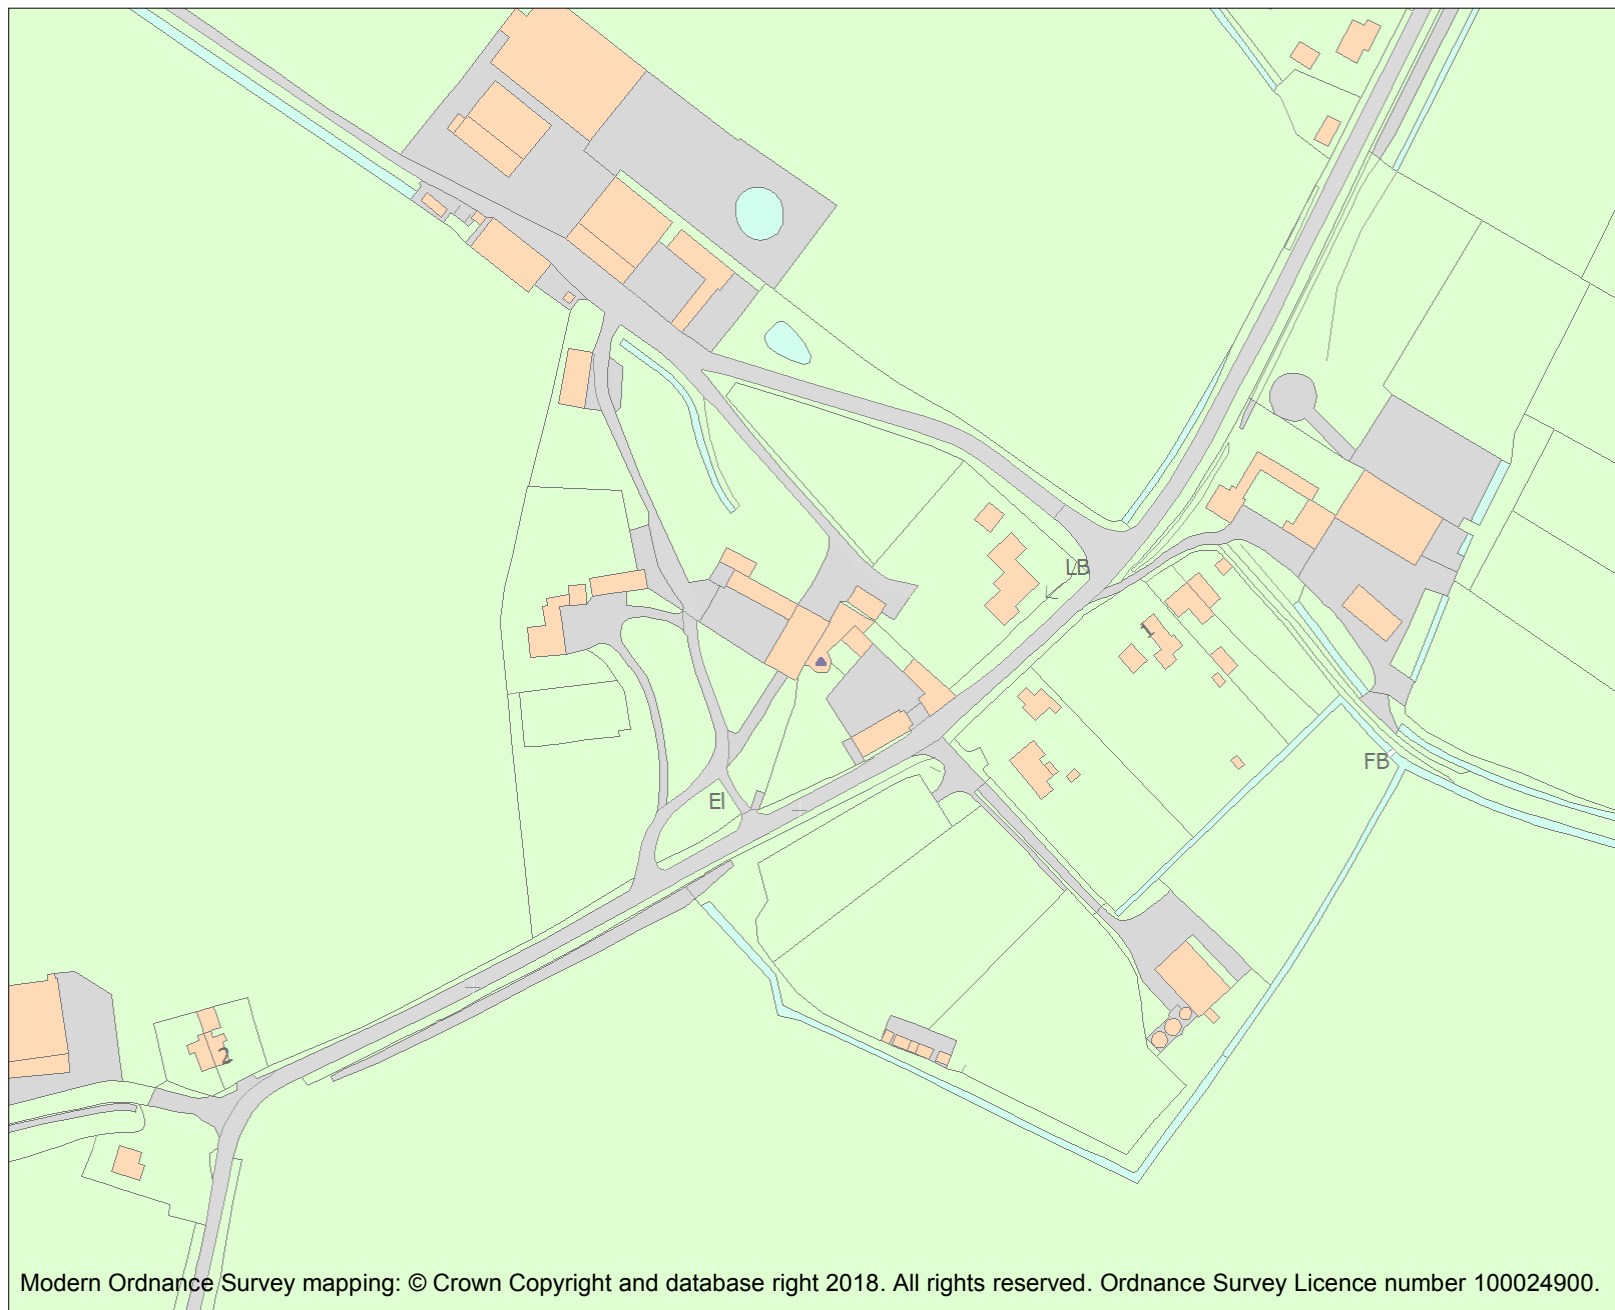 LB
1
FB
El
2
Modern Ordnance Survey mapping: © Crown Copyright and database right 2018. All rights reserved. Ordnance Survey Licence number 100024900.